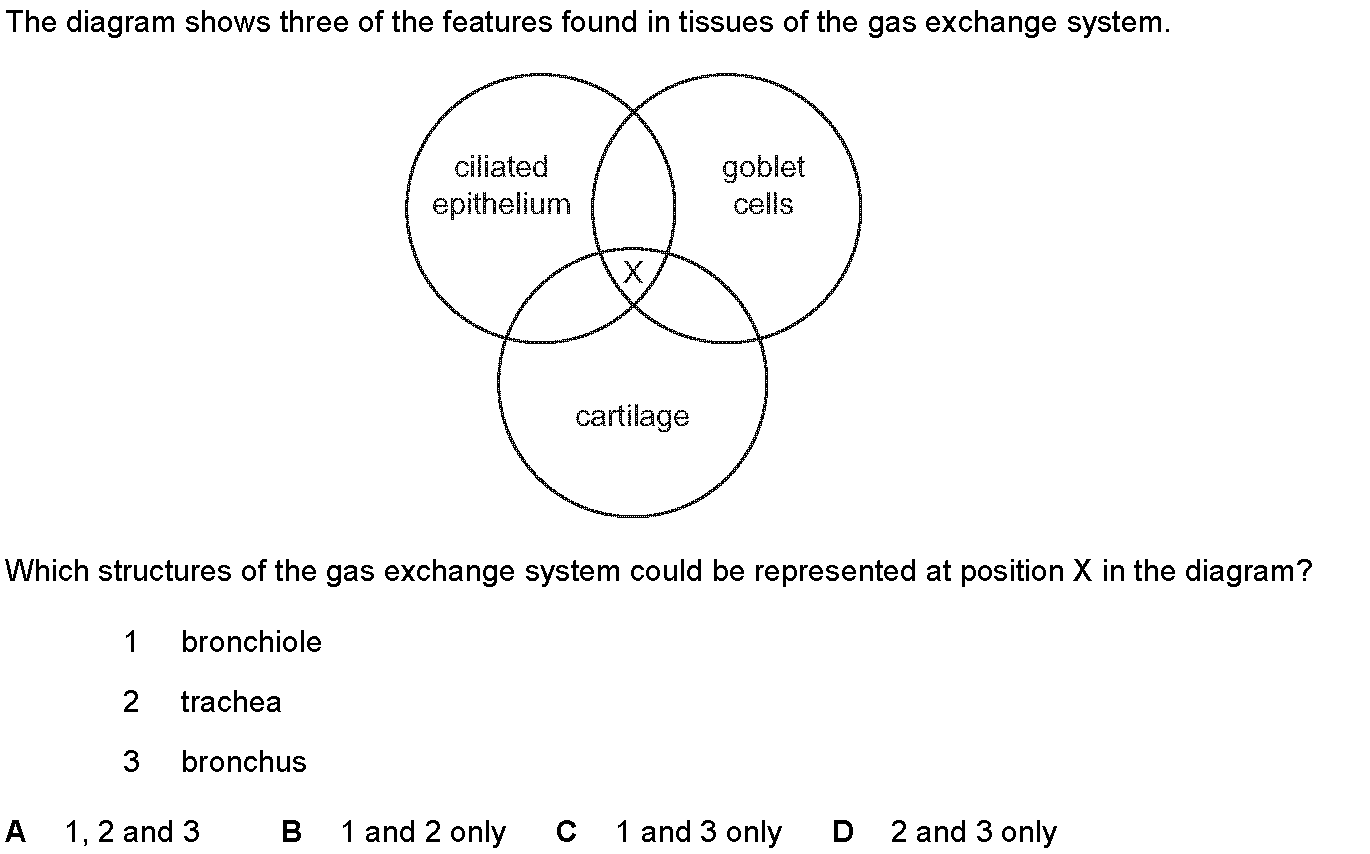 The diagram shows three of the features found in tissues of the gas exchange system.
ciliated
epithelium
goblet
cells
X
cartilage
Which structures of the gas exchange system could be represented at position X in the diagram?
1 bronchiole
2 trachea
3 bronchus
A 1, 2 and 3 B 1 and 2 only C 1 and 3 only D 2 and 3 only